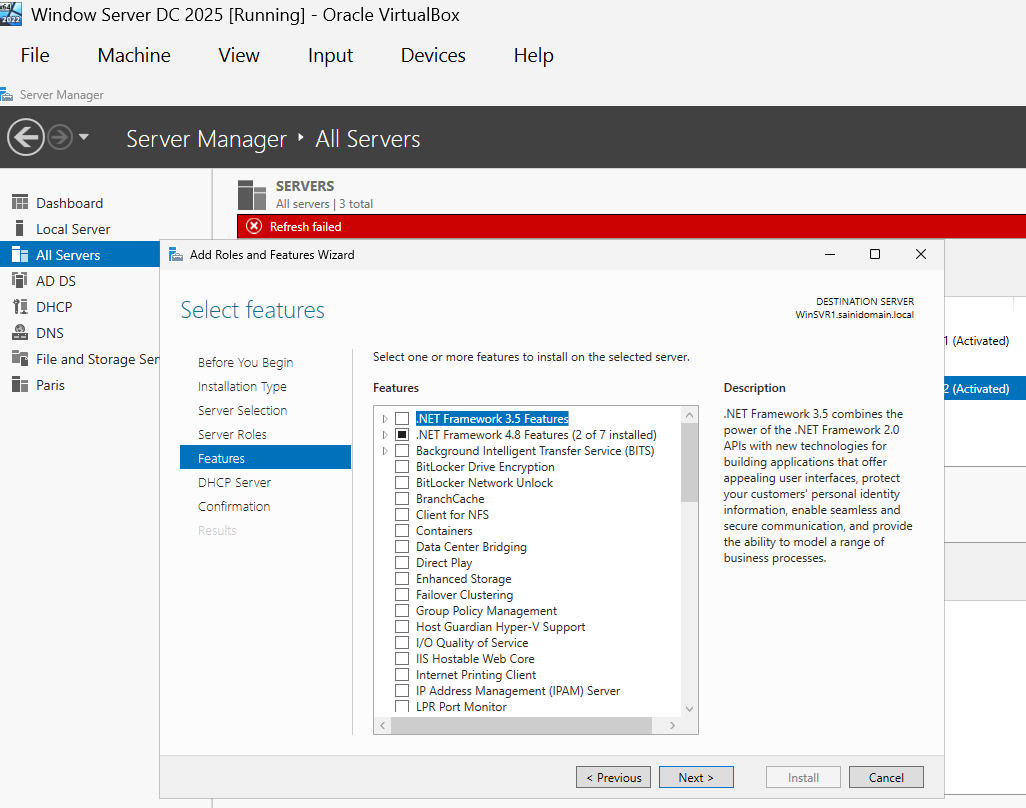 x64
2022
Window Server DC 2025 [Running] - Oracle VirtualBox
File Machine View Input Devices Help
Server Manager
Server Manager ‣ All Servers
Dashboard
Local Server
All Servers
AD DS
DHCP
DNS
File and Storage Ser
Paris
SERVERS
All servers | 3 total
Refresh failed
Add Roles and Features Wizard
Select features
DESTINATION SERVER
WinSVR1.sainidomain.local
Before You Begin
Installation Type
Server Selection
Server Roles
Features
DHCP Server
Confirmation
Results
Select one or more features to install on the selected server.
Features
.NET Framework 3.5 Features
.NET Framework 4.8 Features (2 of 7 installed)
Background Intelligent Transfer Service (BITS)
BitLocker Drive Encryption
BitLocker Network Unlock
BranchCache
Client for NFS
Containers
Data Center Bridging
Direct Play
Enhanced Storage
Failover Clustering
Group Policy Management
Host Guardian Hyper-V Support
I/O Quality of Service
IIS Hostable Web Core
Internet Printing Client
IP Address Management (IPAM) Server
LPR Port Monitor
Description
.NET Framework 3.5 combines the
power of the .NET Framework 2.0
APIs with new technologies for
building applications that offer
appealing user interfaces, protect
your customers' personal identity
information, enable seamless and
secure communication, and provide
the ability to model a range of
business processes.
1 (Activated)
2 (Activated)
< Previous
Next >
Install
Cancel